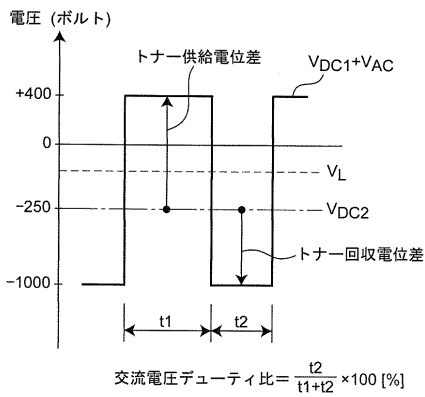 電圧 (ボルト)
トナー供給電位差
VDC1+VAC
+400
0
VL
−250
VDC2
トナー回収電位差
−1000
t1
t2
交流電圧デューティ比= t2/t1+t2 ×100 [%]